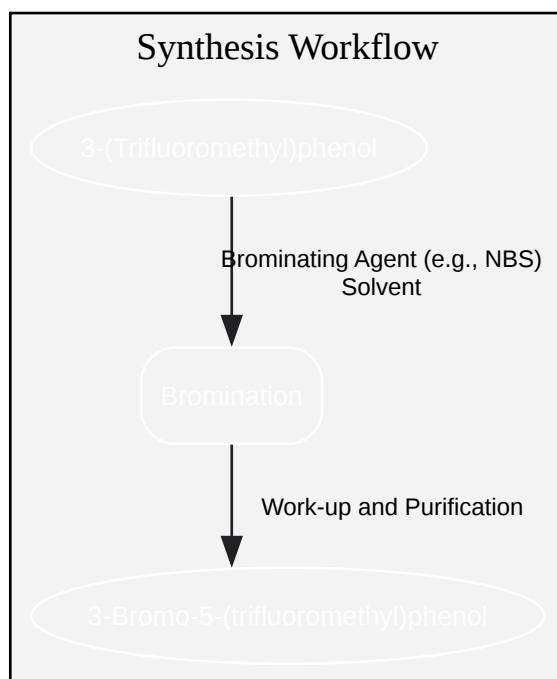 Synthesis Workflow
3-(Trifluoromethyl)phenol
Brominating Agent (e.g., NBS)
Solvent
Bromination
Work-up and Purification
3-Bromo-5-(trifluoromethyl)phenol